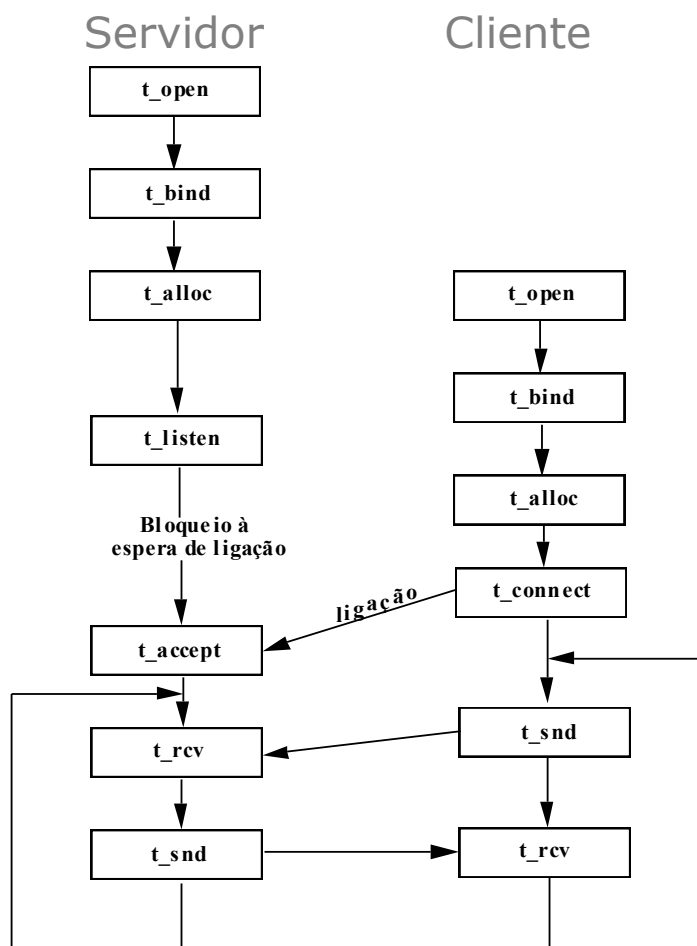 Servidor
Cliente
t_open
t_bind
t_alloc
t_open
t_bind
t_listen
t_alloc
Bloqueio à
espera de ligação
t_connect
ligação
t_accept
t_snd
t_rcv
t_snd
t_rcv